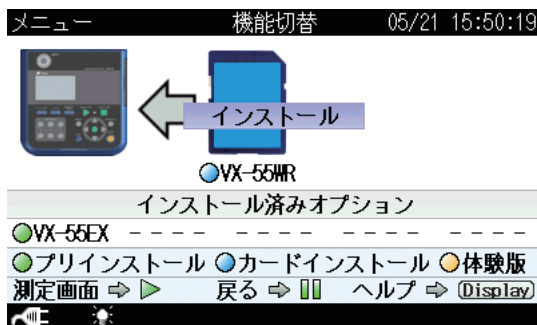 メニュー 機能切替 05/21 15:50:19
インストール
VX-55WR
インストール済みオプション
VX-55EX ---- ---- ---- ---- ----
プリインストール カードインストール 体験版
測定画面 ⇨ ▷ 戻る ⇨ ▯▯ ヘルプ ⇨ Display